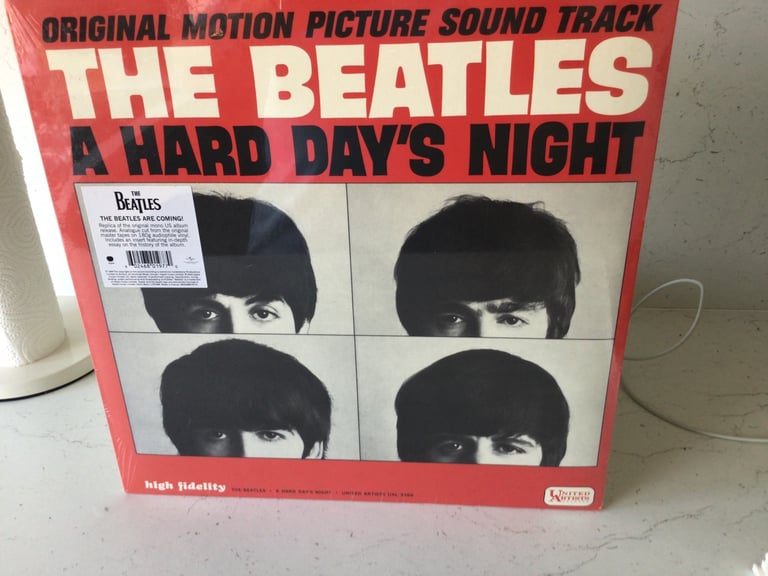 ORIGINAL MOTION PICTURE SOUND TRACK
THE BEATLES
A HARD DAY'S NIGHT
THE
BEATLES
THE BEATLES ARE COMING!
Replica of the original mono US album
release. Analogue cut from the original
master tapes on 180g audiophile vinyl.
Includes an insert featuring in-depth
essay on the history of the album.
high fidelity THE BEATLES • A HARD DAY'S NIGHT • UNITED ARTISTS UAL
UNITED
ARTISTS